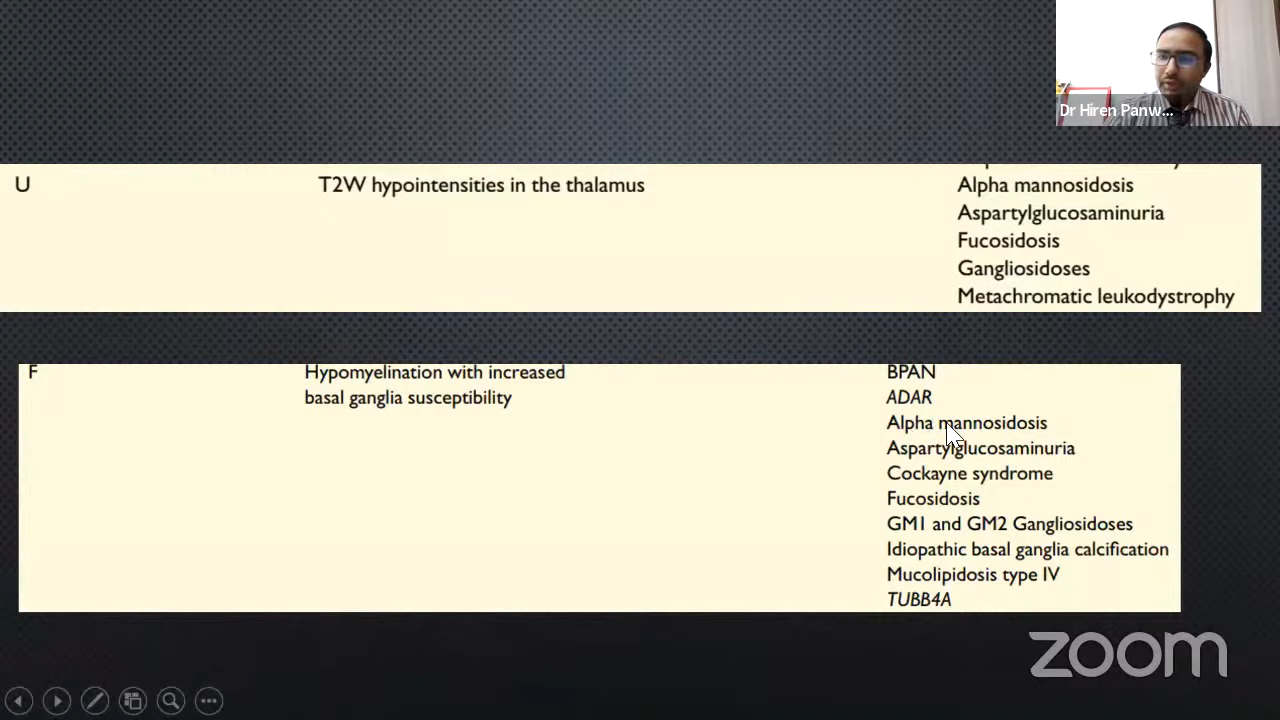 Dr Hiren Panw...
U T2W hypointensities in the thalamus Alpha mannosidosis
Aspartylglucosaminuria
Fucosidosis
Gangliosidoses
Metachromatic leukodystrophy
F Hypomyelination with increased BPAN
basal ganglia susceptibility ADAR
Alpha mannosidosis
Aspartylglucosaminuria
Cockayne syndrome
Fucosidosis
GM1 and GM2 Gangliosidoses
Idiopathic basal ganglia calcification
Mucolipidosis type IV
TUBB4A
zoom